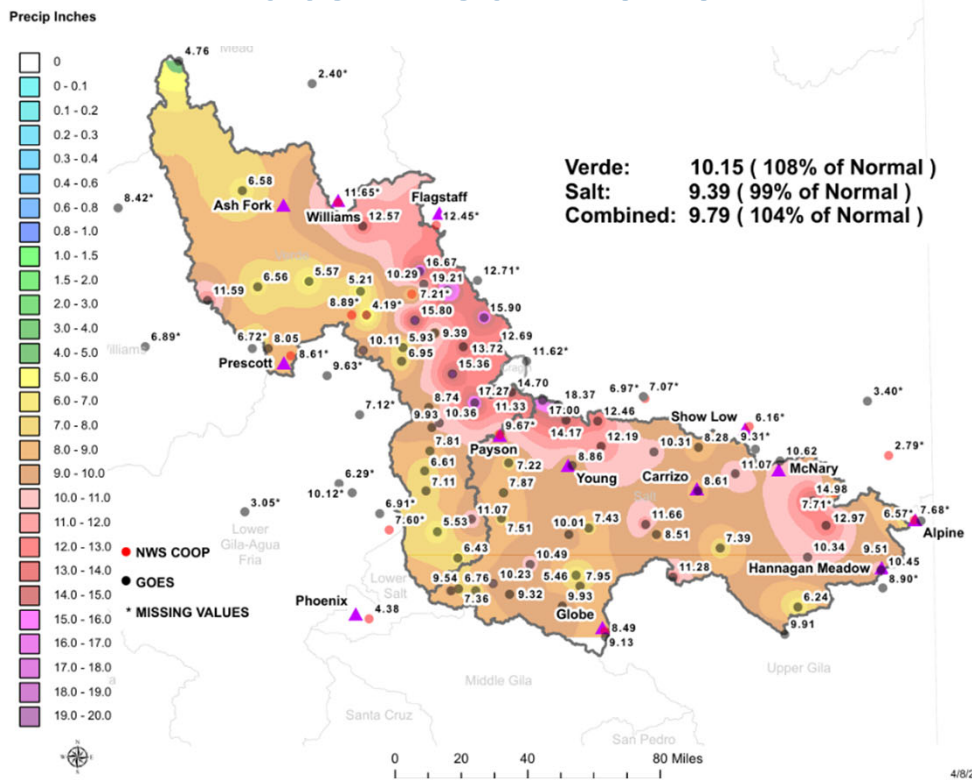 Precip Inches
0
0 - 0.1
0.1 - 0.2
0.2 - 0.3
0.3 - 0.4
0.4 - 0.6
0.6 - 0.8
0.8 - 1.0
1.0 - 1.5
1.5 - 2.0
2.0 - 3.0
3.0 - 4.0
4.0 - 5.0
5.0 - 6.0
6.0 - 7.0
7.0 - 8.0
8.0 - 9.0
9.0 - 10.0
10.0 - 11.0
11.0 - 12.0
12.0 - 13.0
13.0 - 14.0
14.0 - 15.0
15.0 - 16.0
16.0 - 17.0
17.0 - 18.0
18.0 - 19.0
19.0 - 20.0
Mead
4.76
2.40*
Verde: 10.15 ( 108% of Normal )
Salt: 9.39 ( 99% of Normal )
Combined: 9.79 ( 104% of Normal )
6.58
Ash Fork
8.42*
11.65*
Williams
12.57
Flagstaff
12.45*
16.67
10.29
19.21
12.71*
7.21*
15.80
15.90
6.56
5.57
5.21
11.59
8.89*
4.19*
5.93
9.39
12.69
6.89*
6.72*
8.05
Prescott
8.61*
9.63*
10.11
6.95
13.72
15.36
11.62*
7.12*
8.74
9.93
10.36
17.27
14.70
11.33
18.37
17.00
6.97*
7.07*
12.46
3.40*
Show Low
6.16*
9.31*
2.79*
9.67*
Payson
14.17
12.19
10.31
8.28
7.81
6.61
7.11
7.22
7.87
8.86
Young
Carrizo
8.61
11.07
10.62
McNary
14.98
7.71*
12.97
6.57*
7.68*
Alpine
6.29*
10.12*
3.05*
6.91*
7.60*
5.53
11.07
7.51
10.01
7.43
Salt
11.66
8.51
7.39
10.34
9.51
10.45
8.90*
Hannagan Meadow
Lower
Gila-Agua
Fria
NWS COOP
GOES
* MISSING VALUES
6.43
10.49
11.28
Lower
Salt
9.54
6.76
7.36
10.23
9.32
5.46
7.95
9.93
Globe
6.24
9.91
Phoenix
4.38
8.49
9.13
Middle Gila
Upper Gila
Santa Cruz
San Pedro
0 20 40 80 Miles